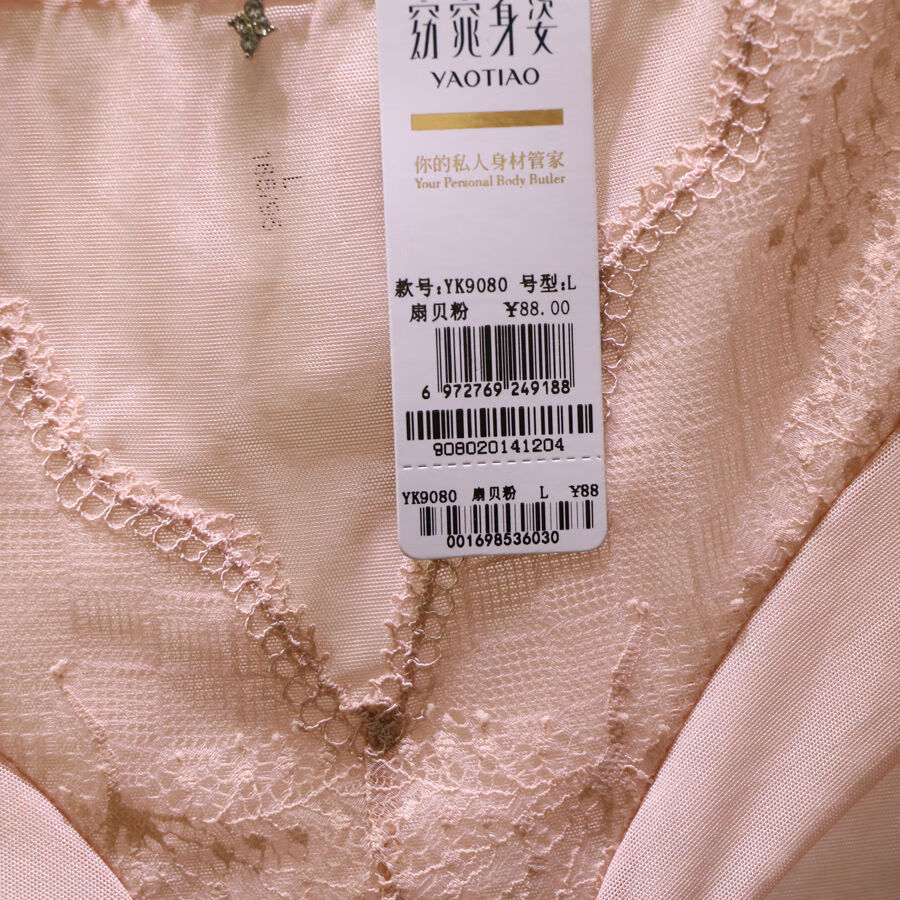 窈窕身姿
YAOTIAO
你的私人身材管家
Your Personal Body Butler
款号:YK9080 号型:L
扇贝粉 ¥88.00
6 972769 249188
908020141204
YK9080 扇贝粉 L ¥88
001698536030
L